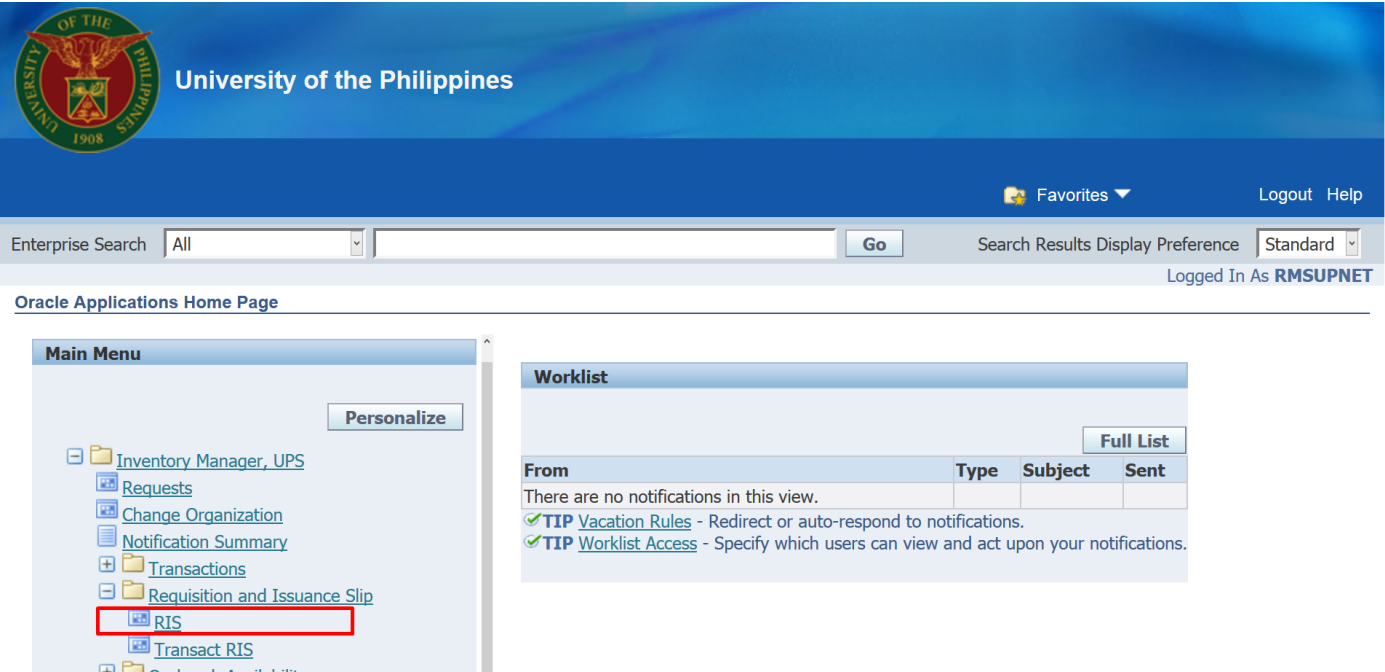 OF THE
UNIVERSITY
PHILIPPINES
1908
University of the Philippines
Favorites
Logout Help
Enterprise Search All Go Search Results Display Preference Standard
Logged In As RMSUPNET
Oracle Applications Home Page
Main Menu
Personalize
Inventory Manager, UPS
Requests
Change Organization
Notification Summary
Transactions
Requisition and Issuance Slip
RIS
Transact RIS
Worklist
Full List
From Type Subject Sent
There are no notifications in this view.
TIP Vacation Rules - Redirect or auto-respond to notifications.
TIP Worklist Access - Specify which users can view and act upon your notifications.